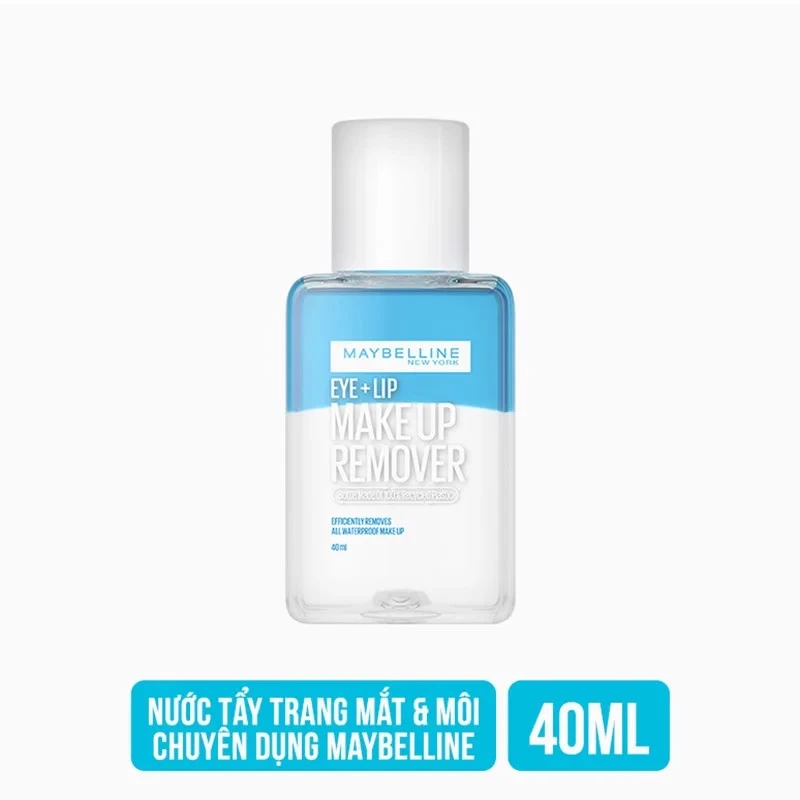 MAYBELLINE
NEW YORK
EYE + LIP
MAKE UP
REMOVER
EFFICIENTLY REMOVES
ALL WATERPROOF MAKE UP
40 ml
NƯỚC TẨY TRANG MẮT & MÔI
CHUYÊN DỤNG MAYBELLINE
40ML